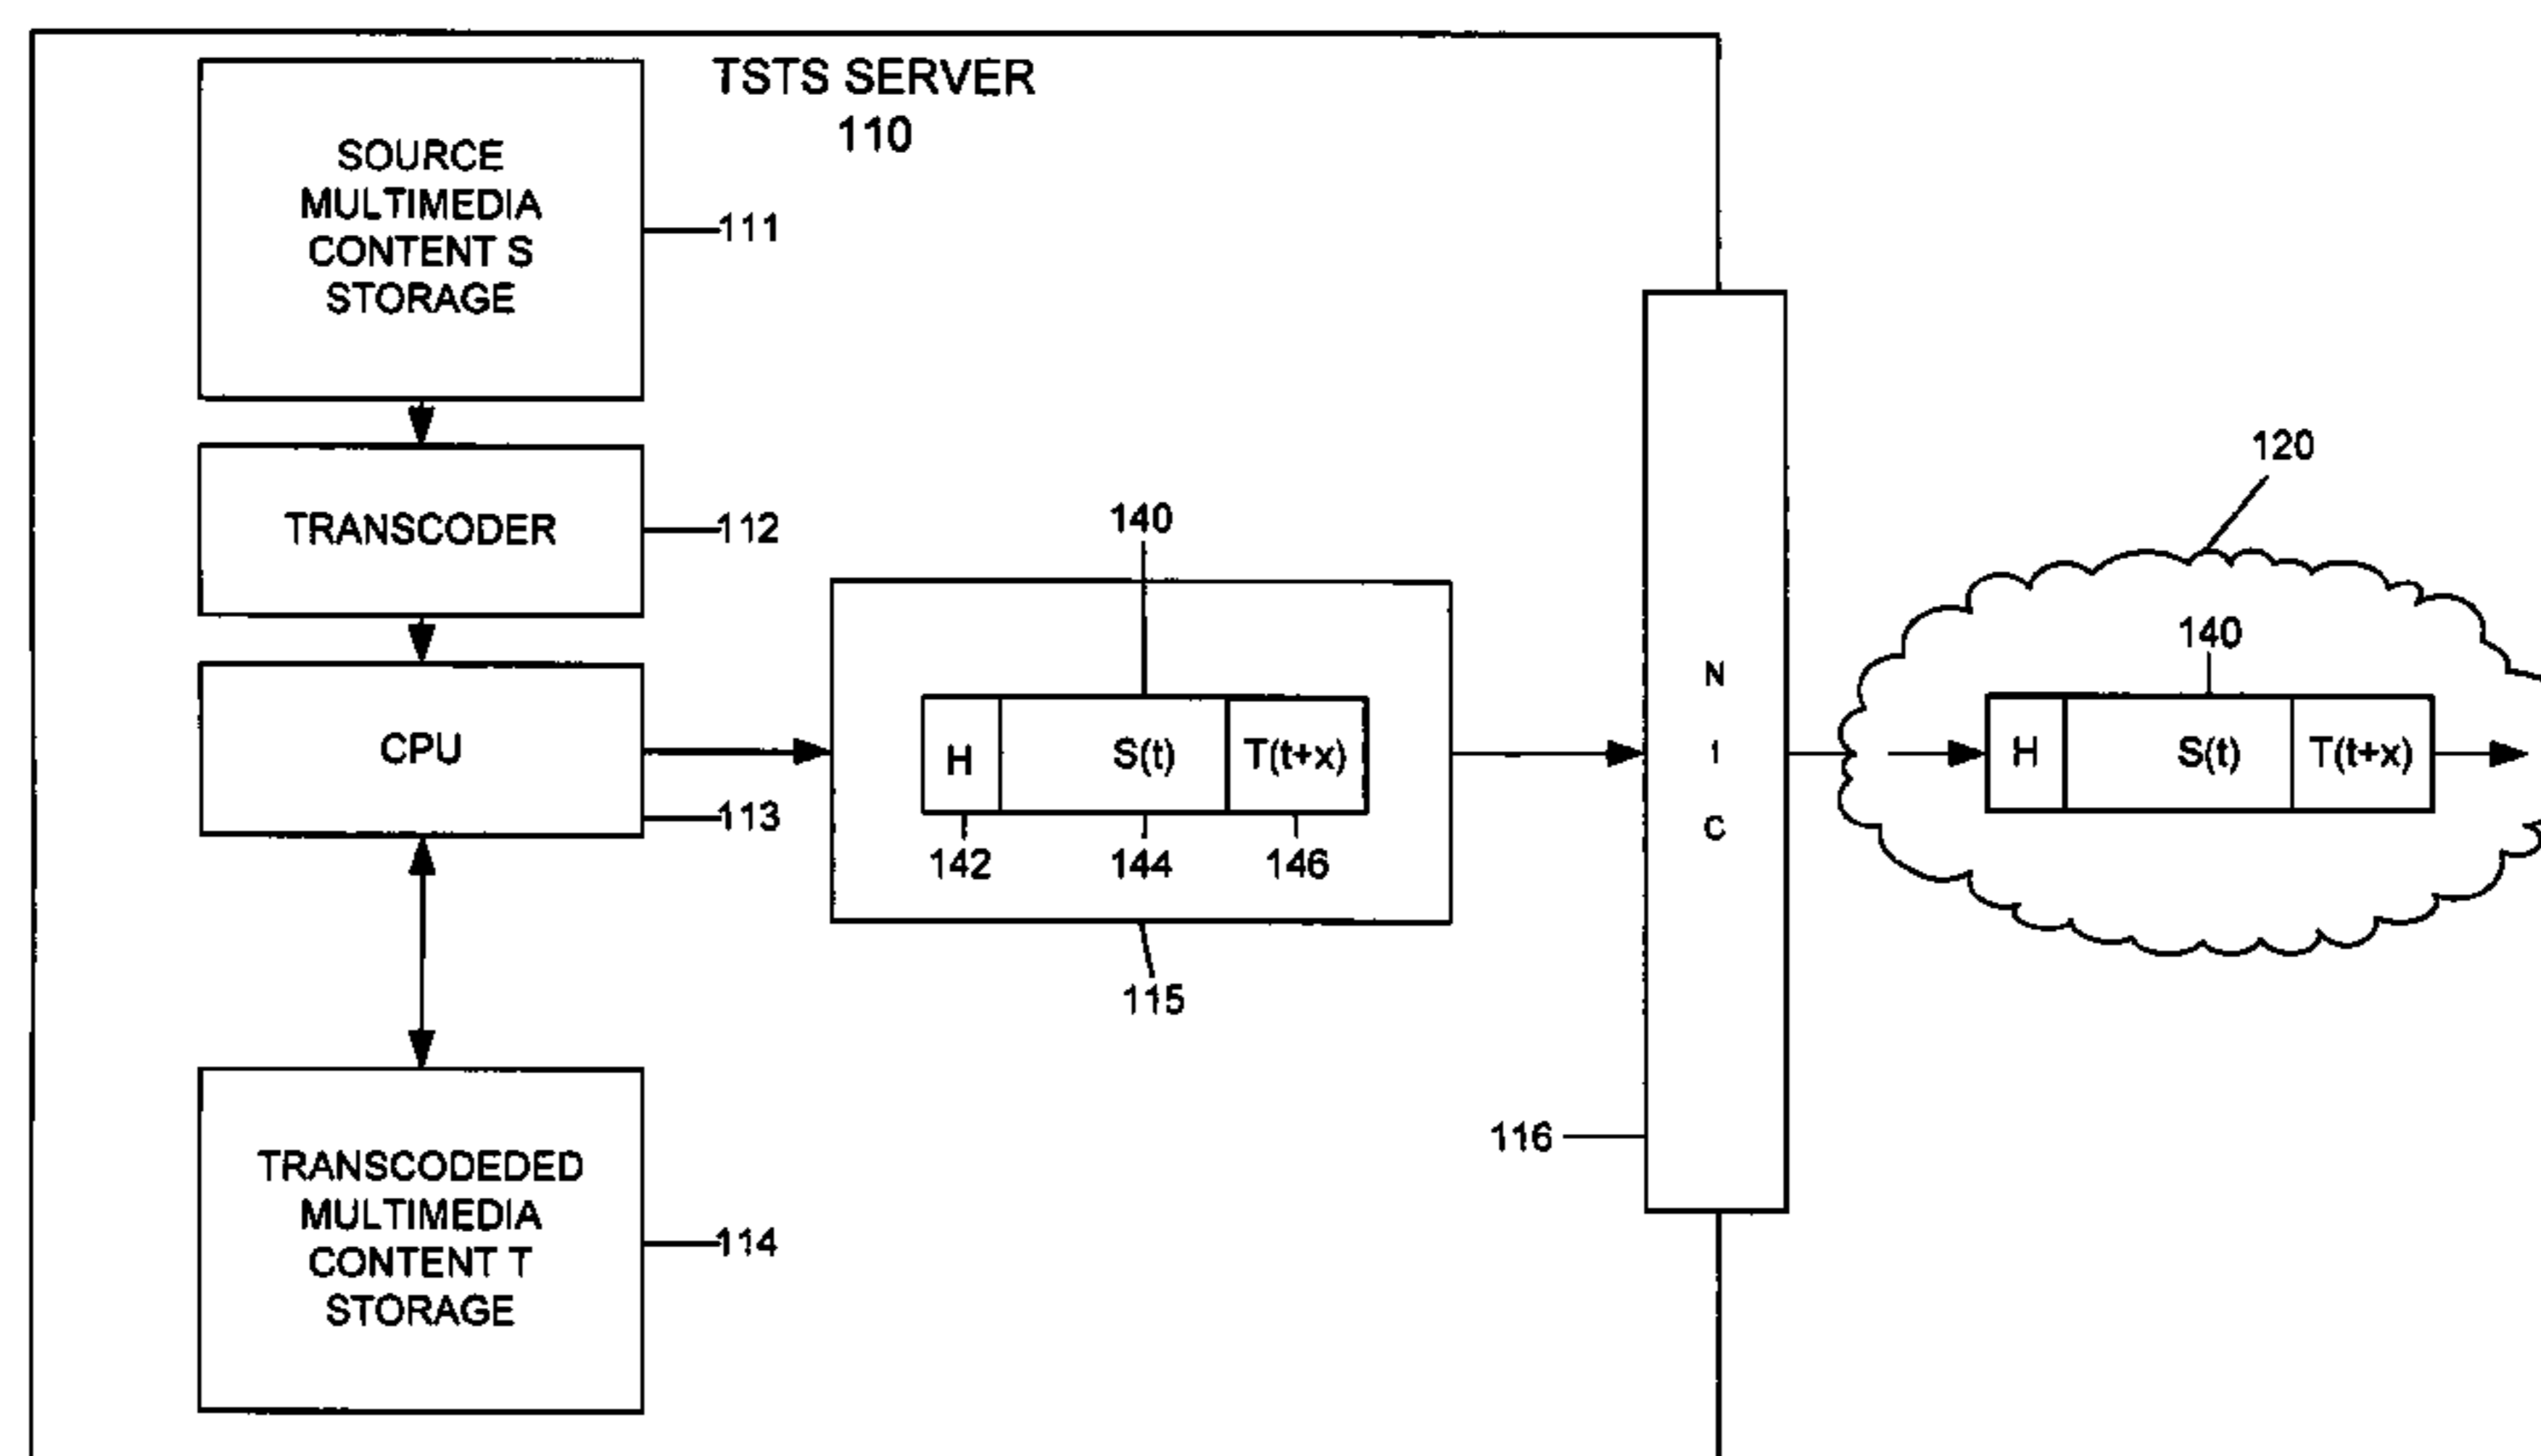 TSTS SERVER
110
SOURCE
MULTIMEDIA
CONTENT S
STORAGE
111
TRANSCODER
112
CPU
113
TRANSCODEDED
MULTIMEDIA
CONTENT T
STORAGE
114
140
H
S(t)
T(t+x)
142
144
146
115
N
I
C
116
120
140
H
S(t)
T(t+x)